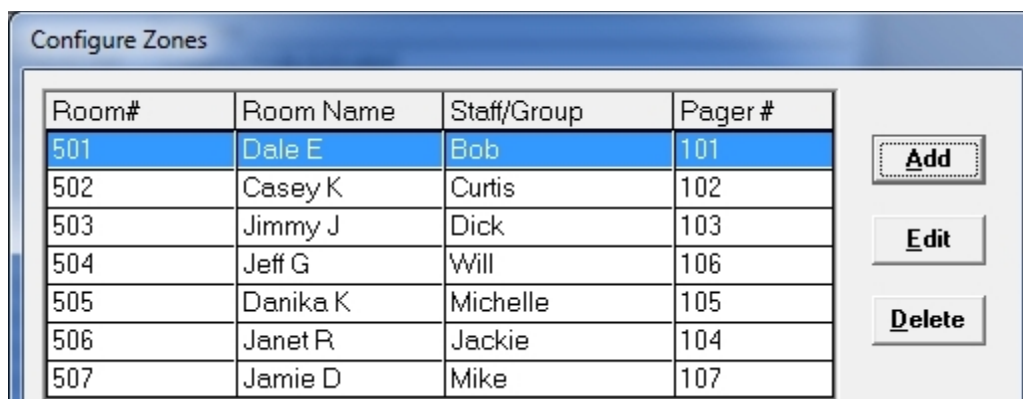 Configure Zones
Room# Room Name Staff/Group Pager #
501 Dale E Bob 101
Add
502 Casey K Curtis 102
503 Jimmy J Dick 103
Edit
504 Jeff G Will 106
505 Danika K Michelle 105
Delete
506 Janet R Jackie 104
507 Jamie D Mike 107